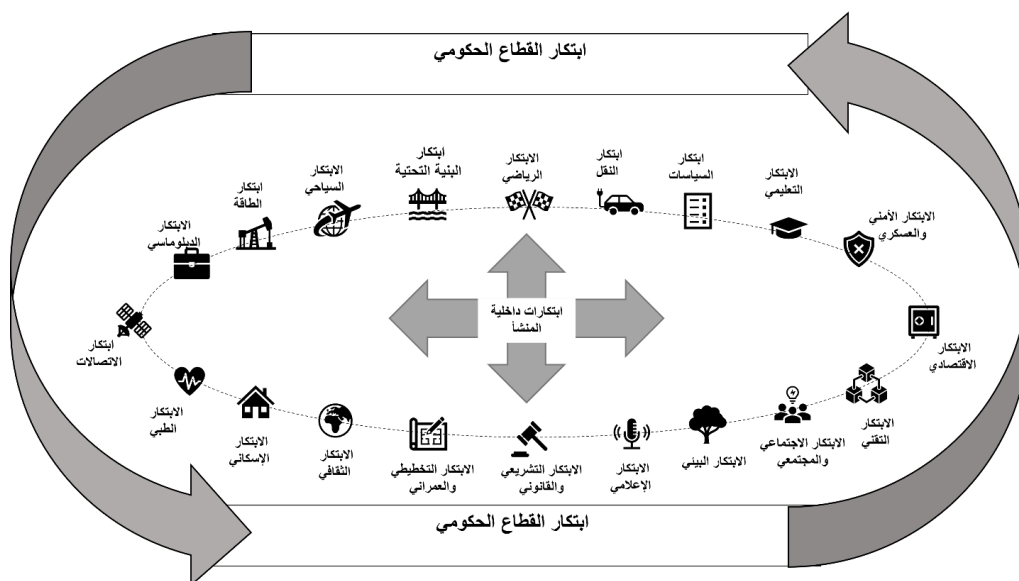 ابتكار القطاع الحكومي
الابتكار الأمني
والعسكري
الابتكار
التعليمي
ابتكار
السياسات
ابتكار
النقل
الابتكار
الرياضي
ابتكار
البنية التحتية
الابتكار
السياحي
ابتكار
الطاقة
الابتكار
الدبلوماسي
ابتكارات داخلية
المنشأ
الابتكار
الاقتصادي
ابتكار
الاتصالات
الابتكار
التقني
الابتكار الاجتماعي
والمجتمعي
الابتكار البيئي
الابتكار
الإعلامي
الابتكار التشريعي
والقانوني
الابتكار التخطيطي
والعمراني
الابتكار
الثقافي
الابتكار
الإسكاني
الابتكار
الطبي
ابتكار القطاع الحكومي